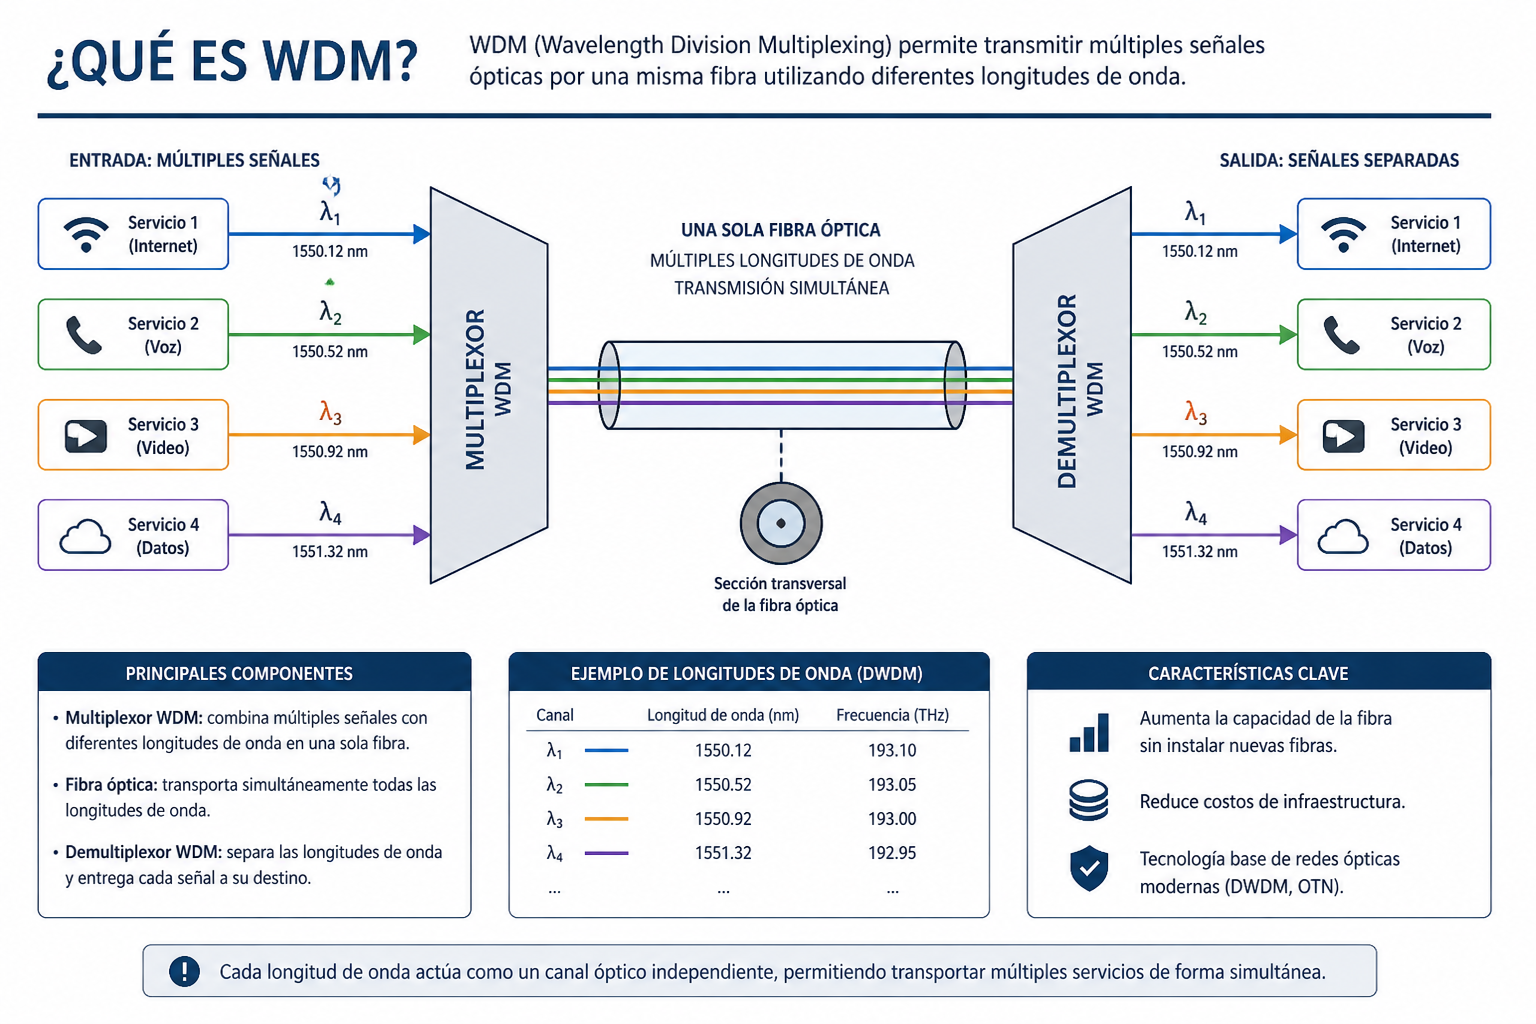 ¿QUÉ ES WDM?
WDM (Wavelength Division Multiplexing) permite transmitir múltiples señales
ópticas por una misma fibra utilizando diferentes longitudes de onda.
ENTRADA: MÚLTIPLES SEÑALES
Servicio 1
(Internet)
λ1
1550.12 nm
Servicio 2
(Voz)
λ2
1550.52 nm
Servicio 3
(Video)
λ3
1550.92 nm
Servicio 4
(Datos)
λ4
1551.32 nm
MULTIPLEXOR
WDM
UNA SOLA FIBRA ÓPTICA
MÚLTIPLES LONGITUDES DE ONDA
TRANSMISIÓN SIMULTÁNEA
Sección transversal
de la fibra óptica
DEMULTIPLEXOR
WDM
SALIDA: SEÑALES SEPARADAS
λ1
1550.12 nm
Servicio 1
(Internet)
λ2
1550.52 nm
Servicio 2
(Voz)
λ3
1550.92 nm
Servicio 3
(Video)
λ4
1551.32 nm
Servicio 4
(Datos)
PRINCIPALES COMPONENTES
• Multiplexor WDM: combina múltiples señales con
diferentes longitudes de onda en una sola fibra.
• Fibra óptica: transporta simultáneamente todas las
longitudes de onda.
• Demultiplexor WDM: separa las longitudes de onda
y entrega cada señal a su destino.
EJEMPLO DE LONGITUDES DE ONDA (DWDM)
Canal Longitud de onda (nm) Frecuencia (THz)
λ1 1550.12 193.10
λ2 1550.52 193.05
λ3 1550.92 193.00
λ4 1551.32 192.95
... ... ...
CARACTERÍSTICAS CLAVE
Aumenta la capacidad de la fibra
sin instalar nuevas fibras.
Reduce costos de infraestructura.
Tecnología base de redes ópticas
modernas (DWDM, OTN).
Cada longitud de onda actúa como un canal óptico independiente, permitiendo transportar múltiples servicios de forma simultánea.